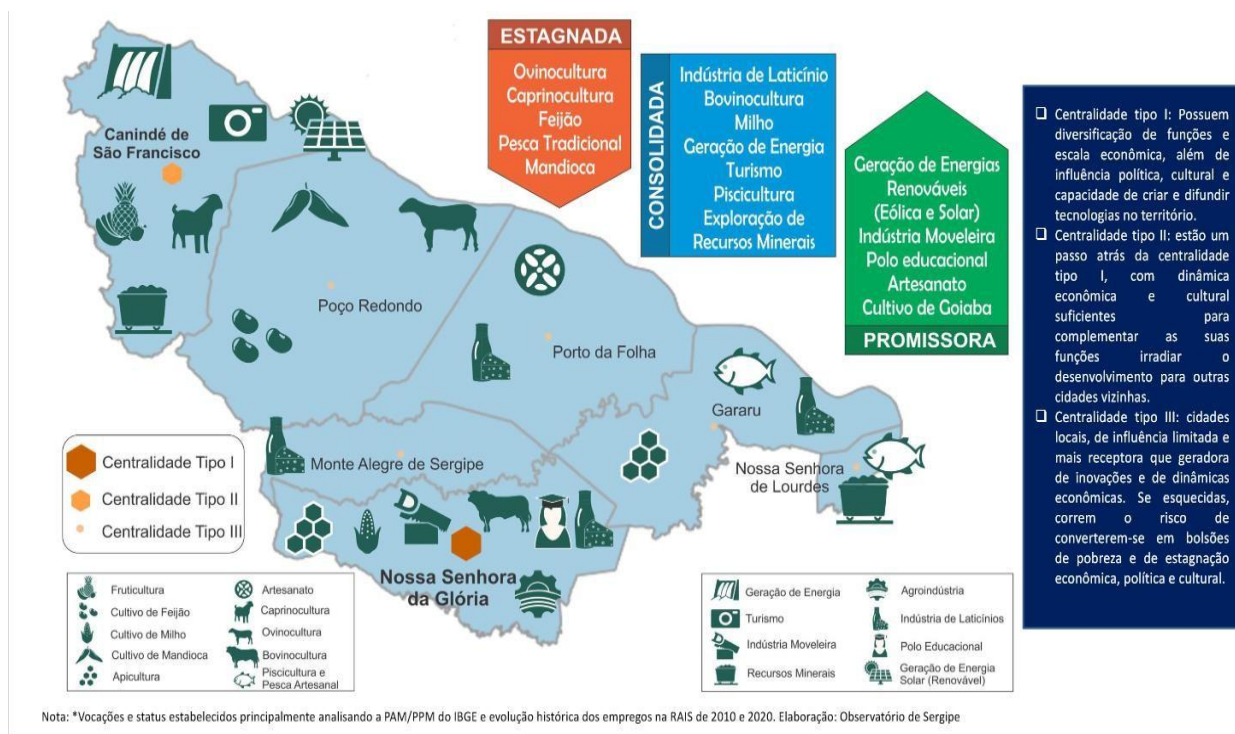 ESTAGNADA
Ovinocultura
Caprinocultura
Feijão
Pesca Tradicional
Mandioca
CONSOLIDADA
Indústria de Laticínio
Bovinocultura
Milho
Geração de Energia
Turismo
Piscicultura
Exploração de
Recursos Minerais
Geração de Energias
Renováveis
(Eólica e Solar)
Indústria Moveleira
Polo educacional
Artesanato
Cultivo de Goiaba
PROMISSORA
Centralidade tipo I: Possuem
diversificação de funções e
escala econômica, além de
influência política, cultural e
capacidade de criar e difundir
tecnologias no território.
Centralidade tipo II: estão um
passo atrás da centralidade
tipo I, com dinâmica
econômica e cultural
suficientes para
complementar as suas
funções irradiar o
desenvolvimento para outras
cidades vizinhas.
Centralidade tipo III: cidades
locais, de influência limitada e
mais receptora que geradora
de inovações e de dinâmicas
econômicas. Se esquecidas,
correm o risco de
converterem-se em bolsões
de pobreza e de estagnação
econômica, política e cultural.
Canindé de
São Francisco
Poço Redondo
Porto da Folha
Gararu
Monte Alegre de Sergipe
Nossa Senhora
de Lourdes
Nossa Senhora
da Glória
Centralidade Tipo I
Centralidade Tipo II
Centralidade Tipo III
Fruticultura
Cultivo de Feijão
Cultivo de Milho
Cultivo de Mandioca
Apicultura
Artesanato
Caprinocultura
Ovinocultura
Bovinocultura
Piscicultura e
Pesca Artesanal
Geração de Energia
Turismo
Indústria Moveleira
Recursos Minerais
Agroindústria
Indústria de Laticínios
Polo Educacional
Geração de Energia
Solar (Renovável)
Nota: *Vocações e status estabelecidos principalmente analisando a PAM/PPM do IBGE e evolução histórica dos empregos na RAIS de 2010 e 2020. Elaboração: Observatório de Sergipe